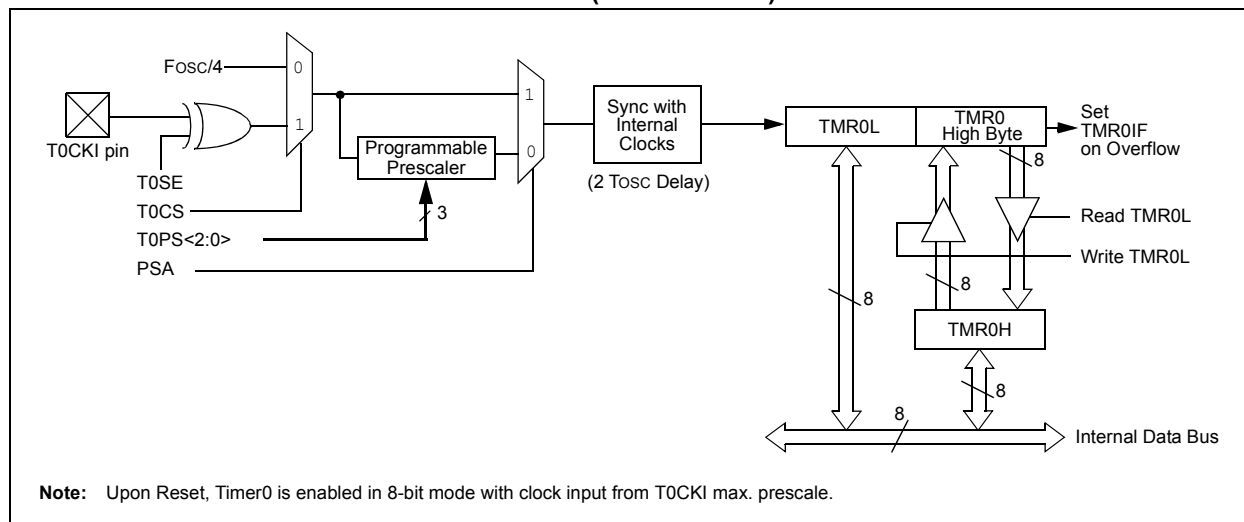 Fosc/4
0
1
T0CKI pin
T0SE
T0CS
T0PS<2:0>
PSA
Programmable
Prescaler
3
1
0
Sync with
Internal
Clocks
(2 Tosc Delay)
TMR0L
TMR0
High Byte
Set
TMR0IF
on Overflow
8
Read TMR0L
Write TMR0L
8
8
TMR0H
8
8
Internal Data Bus
Note: Upon Reset, Timer0 is enabled in 8-bit mode with clock input from T0CKI max. prescale.